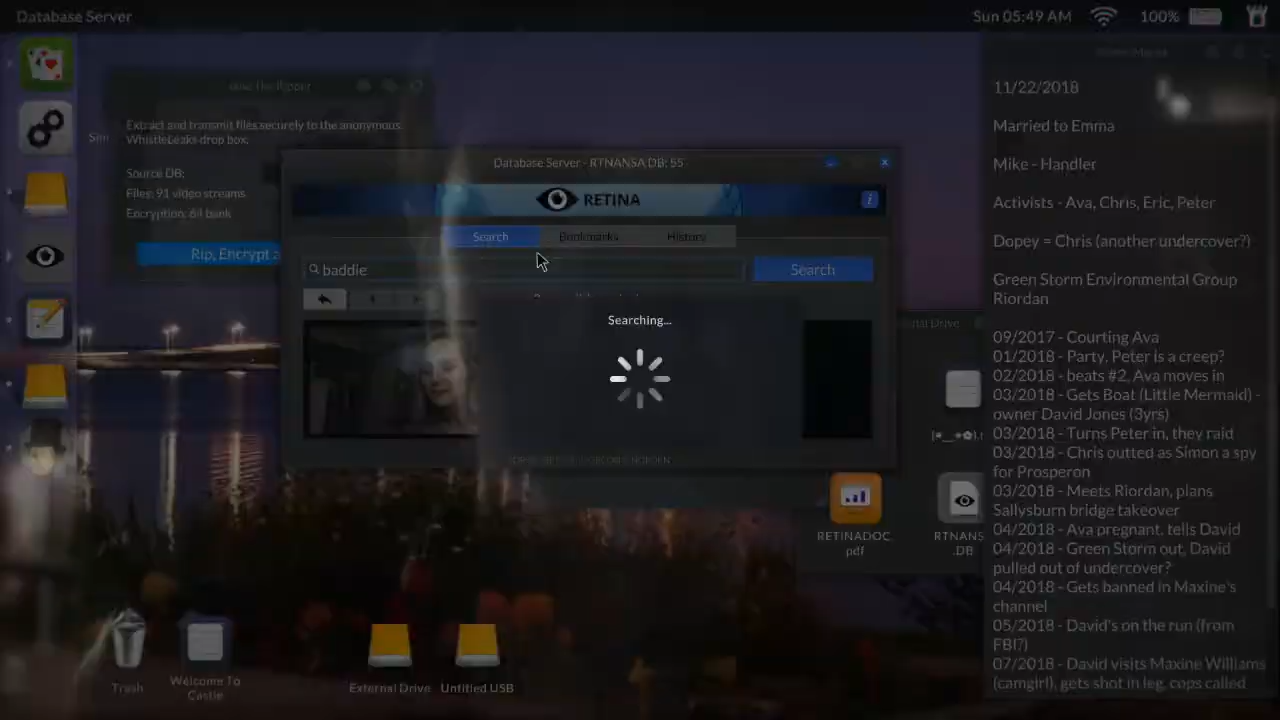 Database Server
Sun 05:49 AM
100%
Extract and transmit files securely to the anonymous
WhistleLeaks drop box.
Source DB:
Files: 91 video streams
Encryption: 64 bank
Rip, Encrypt a
Database Server - RTNANSA DB: 55
RETINA
i
Search
Bookmarks
History
baddie
Search
Searching...
RETINADOC.
pdf
RTNANS
.DB
Trash
Welcome To
Castle
External Drive
Untitled USB
11/22/2018
Married to Emma
Mike - Handler
Activists - Ava, Chris, Eric, Peter
Dopey = Chris (another undercover?)
Green Storm Environmental Group
Riordan
09/2017 - Courting Ava
01/2018 - Party, Peter is a creep?
02/2018 - beats #2, Ava moves in
03/2018 - Gets Boat (Little Mermaid) -
owner David Jones (3yrs)
03/2018 - Turns Peter in, they raid
03/2018 - Chris outted as Simon a spy
for Prosperon
03/2018 - Meets Riordan, plans
Sallysburn bridge takeover
04/2018 - Ava pregnant, tells David
04/2018 - Green Storm out, David
pulled out of undercover?
04/2018 - Gets banned in Maxine's
channel
05/2018 - David's on the run (from
FBI?)
07/2018 - David visits Maxine Williams
(camgirl), gets shot in leg, cops called